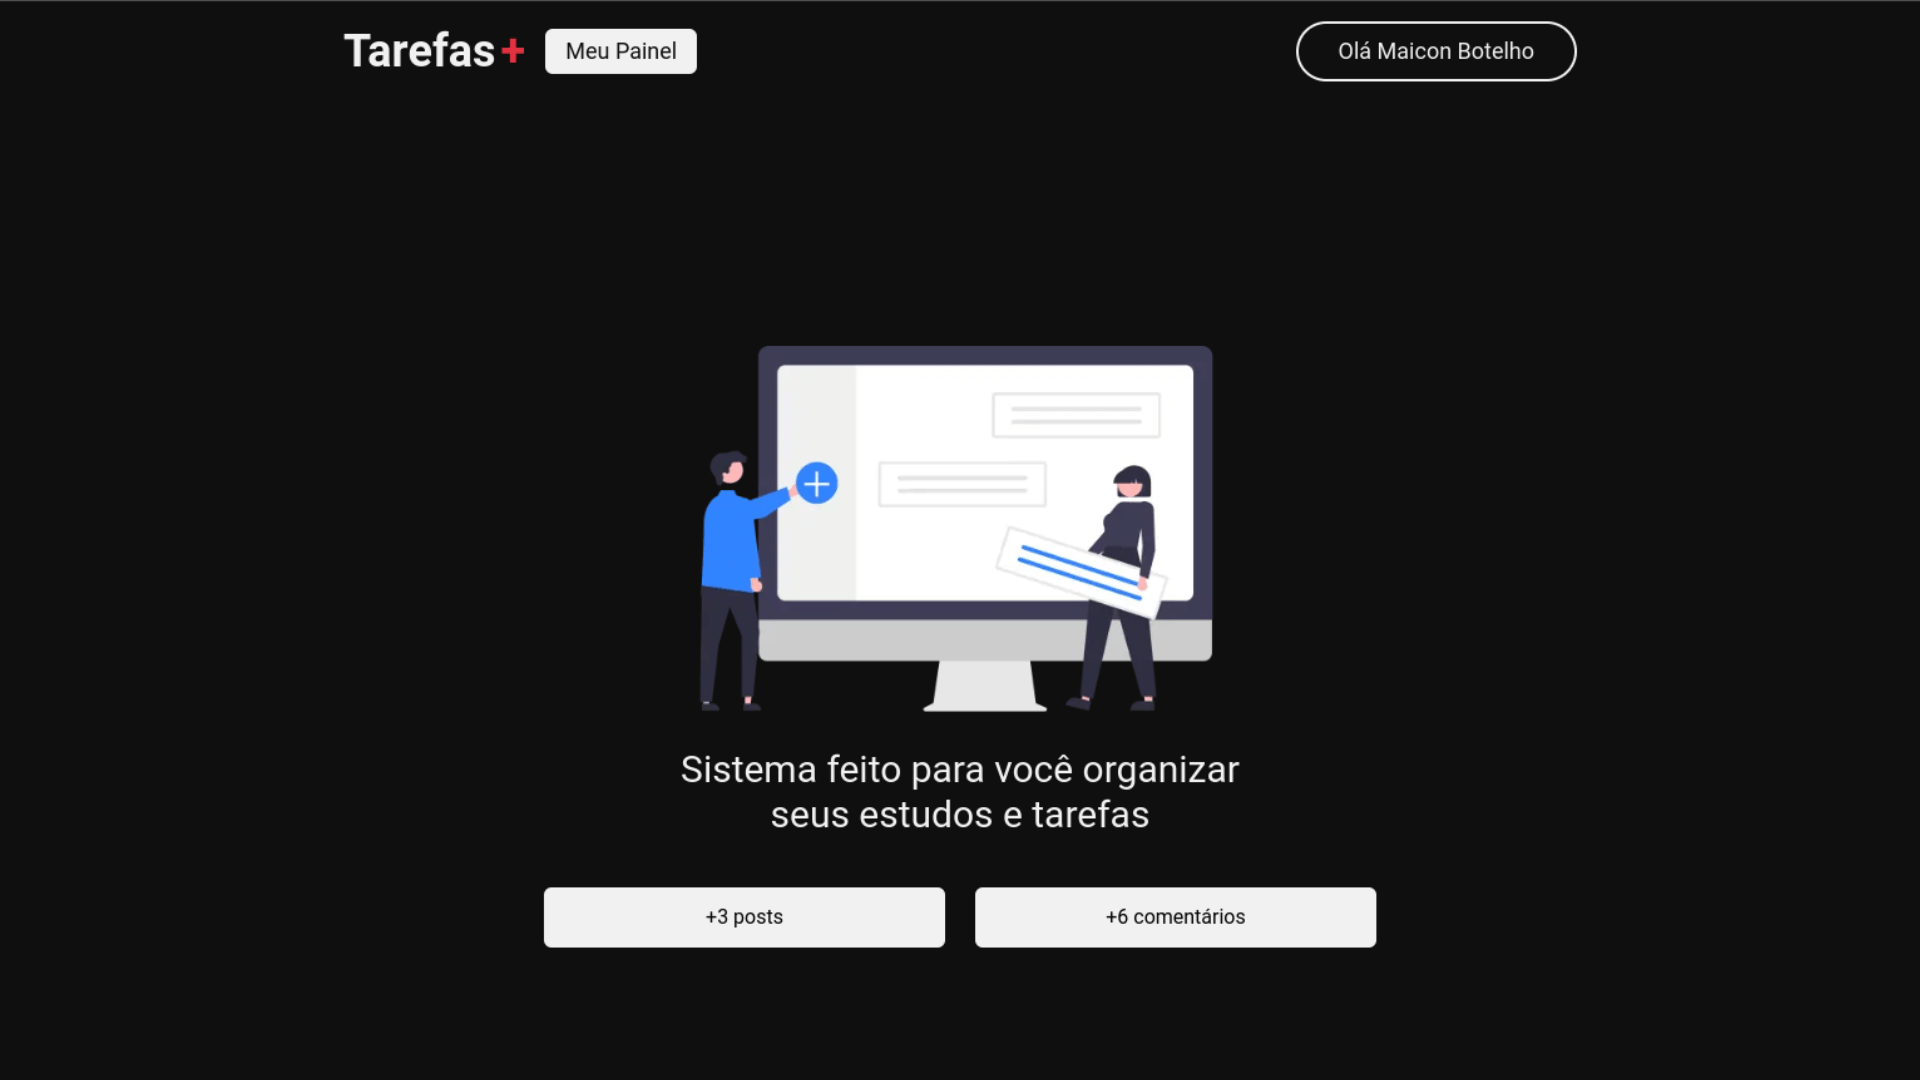 Tarefas+
Meu Painel
Olá Maicon Botelho
Sistema feito para você organizar
seus estudos e tarefas
+3 posts
+6 comentários